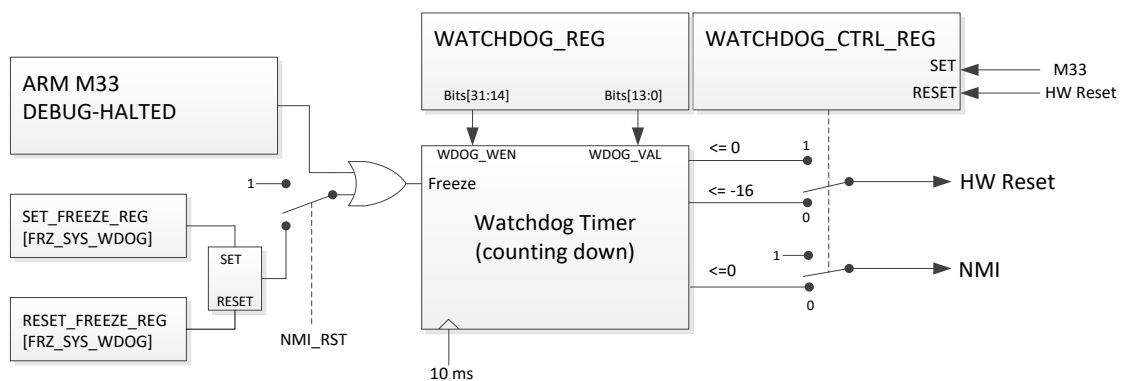 ARM M33
DEBUG-HALTED
WATCHDOG_REG
Bits[31:14]
Bits[13:0]
WATCHDOG_CTRL_REG
SET
RESET
M33
HW Reset
WDOG_WEN
WDOG_VAL
Freeze
Watchdog Timer
(counting down)
10 ms
1
SET_FREEZE_REG
[FRZ_SYS_WDOG]
SET
RESET
RESET_FREEZE_REG
[FRZ_SYS_WDOG]
NMI_RST
<= 0
1
<= -16
0
HW Reset
<=0
1
0
NMI